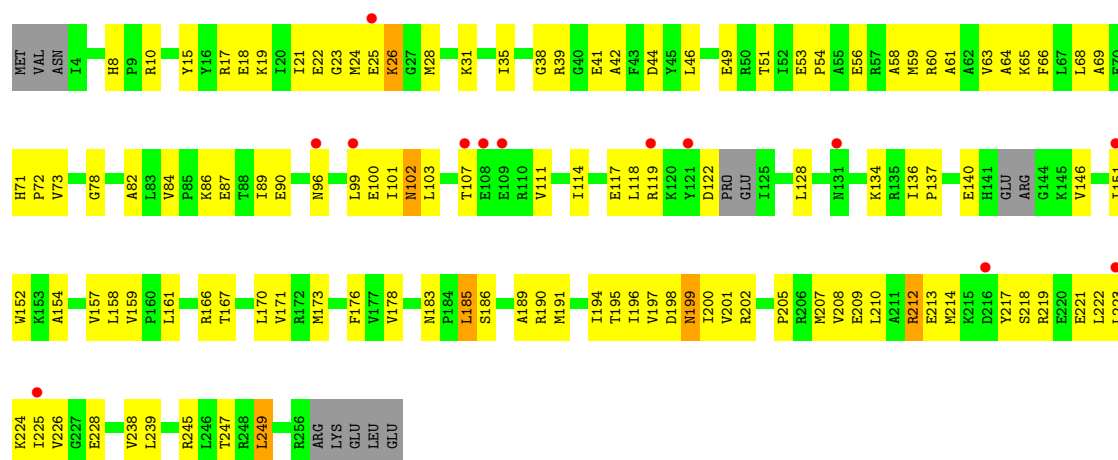 MET VAL ASN I4 H8 P9 R10 Y15 Y16 R17 E18 K19 I20 I21 E22 G23 M24 E25 K26 G27 M28 K31 I35 G38 R39 G40 E41 A42 F43 D44 Y45 L46 E49 R50 T51 I52 E53 P54 A55 E56 R57 A58 M59 R60 A61 A62 V63 A64 K65 F66 L67 L68 A69 E70
H71 P72 V73 G78 A82 L83 V84 P85 K86 E87 T88 I89 E90 N96 L99 E100 I101 N102 L103 T107 E108 E109 R110 V111 I114 E117 L118 R119 K120 Y121 D122 PRO GLU I125 L128 N131 K134 R135 I136 P137 E140 H141 GLU ARG G144 K145 V146 I151
W152 K153 A154 V157 L158 V159 P160 L161 R166 T167 L170 V171 R172 M173 F176 V177 V178 N183 P184 L185 S186 A189 R190 M191 I194 T195 I196 V197 D198 N199 I200 V201 R202 P205 R206 M207 V208 E209 L210 A211 R212 E213 M214 K215 D216 Y217 S218 R219 E220 E221 L222 L223
K224 I225 V226 G227 E228 V238 L239 R245 L246 T247 R248 L249 R256 ARG LYS GLU LEU GLU